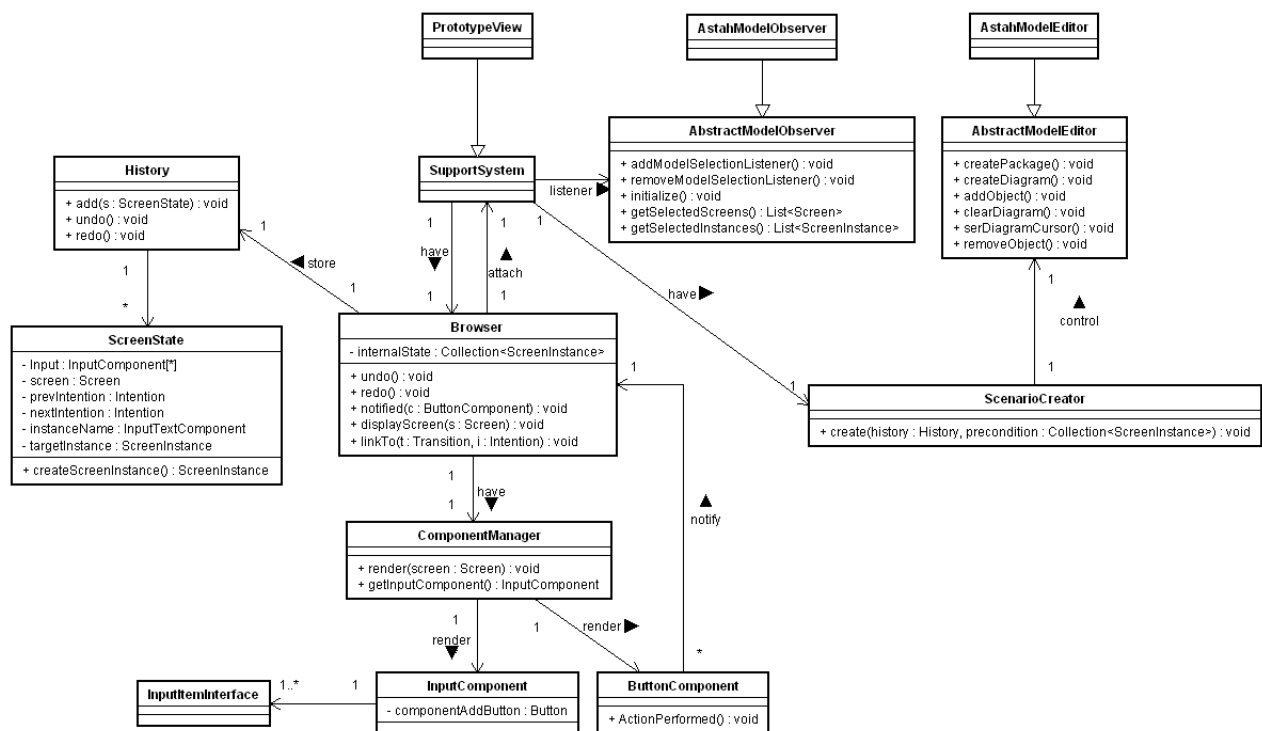 PrototypeView
AstahModelObserver
AstahModelEditor
AbstractModelObserver
+ addModelSelectionListener() : void
+ removeModelSelectionListener() : void
+ initialize() : void
+ getSelectedScreens() : List<Screen>
+ getSelectedInstances() : List<ScreenInstance>
AbstractModelEditor
+ createPackage() : void
+ createDiagram() : void
+ addObject() : void
+ clearDiagram() : void
+ serDiagramCursor() : void
+ removeObject() : void
History
+ add(s : ScreenState) : void
+ undo() : void
+ redo() : void
SupportSystem
listener ▶
1
1
1
1
have
▼
▲
attach
1
1
1
◀ store
1
1
*
have ▶
1
▲
control
1
1
ScreenState
- Input : InputComponent[*]
- screen : Screen
- prevIntention : Intention
- nextIntention : Intention
- instanceName : InputTextComponent
- targetInstance : ScreenInstance
+ createScreenInstance() : ScreenInstance
Browser
- internalState : Collection<ScreenInstance>
+ undo() : void
+ redo() : void
+ notified(c : ButtonComponent) : void
+ displayScreen(s : Screen) : void
+ linkTo(t : Transition, i : Intention) : void
1
ScenarioCreator
+ create(history : History, precondition : Collection<ScreenInstance>) : void
1
have
▼
1
▲
notify
ComponentManager
+ render(screen : Screen) : void
+ getInputComponent() : InputComponent
1
render
▼
1
render ▶
*
InputItemInterface
1..*
1
InputComponent
- componentAddButton : Button
ButtonComponent
+ ActionPerformed() : void